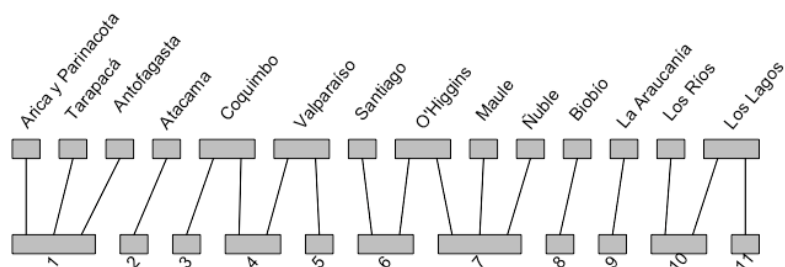 Arica y Parinacota
Tarapacá
Antofagasta
Atacama
Coquimbo
Valparaíso
Santiago
O'Higgins
Maule
Ñuble
Biobío
La Araucanía
Los Ríos
Los Lagos
1
2
3
4
5
6
7
8
9
10
11